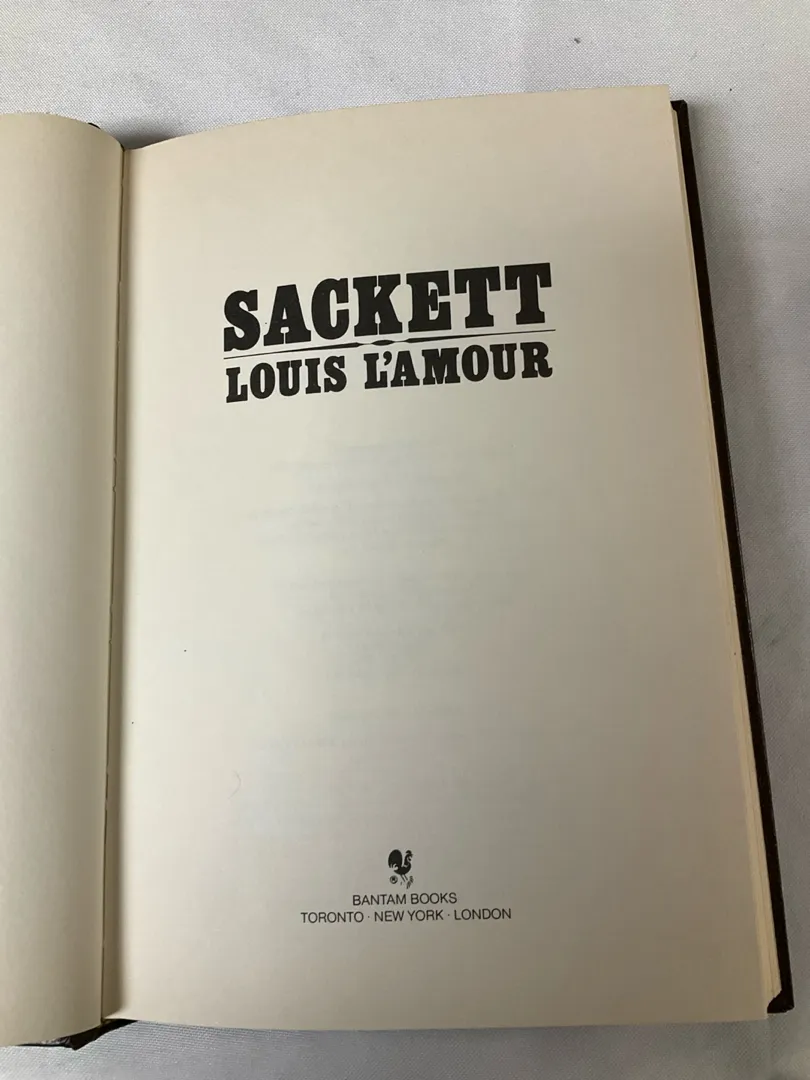 SACKETT
LOUIS L'AMOUR
BANTAM BOOKS
TORONTO · NEW YORK · LONDON